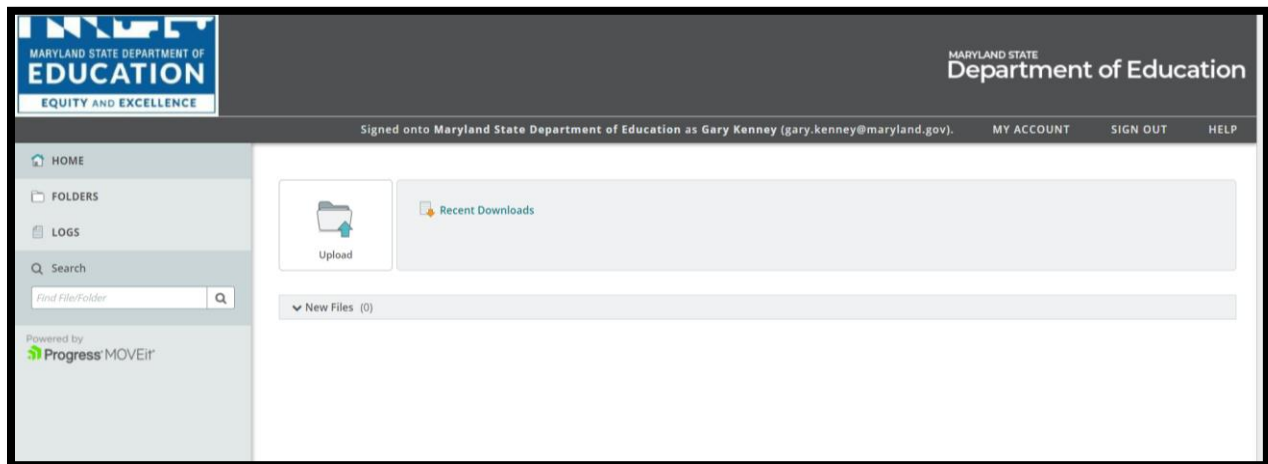 MARYLAND STATE DEPARTMENT OF
EDUCATION
EQUITY AND EXCELLENCE
MARYLAND STATE
Department of Education
Signed onto Maryland State Department of Education as Gary Kenney (gary.kenney@maryland.gov). MY ACCOUNT SIGN OUT HELP
HOME
FOLDERS
LOGS
Search
Find File/Folder
Powered by
Progress MOVEit
Upload
Recent Downloads
New Files (0)